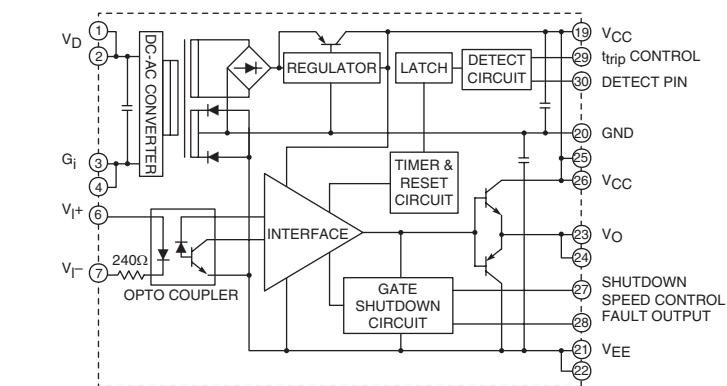 1
V_D
2
DC-AC CONVERTER
G_i
3
4
V_I+
6
V_I–
7
240Ω
OPTO COUPLER
REGULATOR
LATCH
DETECT
CIRCUIT
TIMER &
RESET
CIRCUIT
INTERFACE
GATE
SHUTDOWN
CIRCUIT
19
V_CC
29
t_trip CONTROL
30
DETECT PIN
20
GND
25
26
V_CC
23
V_O
24
27
SHUTDOWN
SPEED CONTROL
28
FAULT OUTPUT
21
V_EE
22